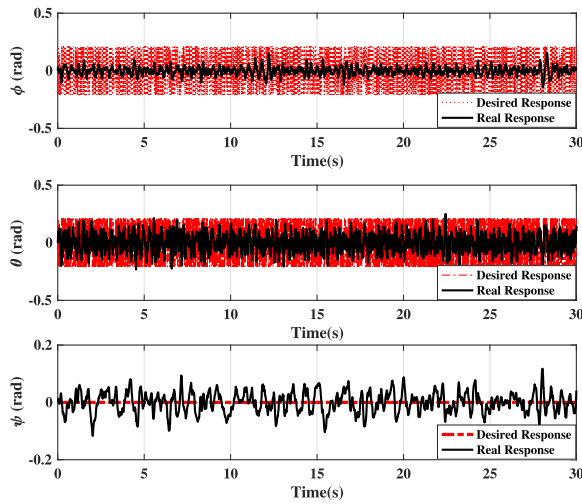 0.5
ϕ (rad)
0
-0.5
Desired Response
Real Response
0 5 10 15 20 25 30
Time(s)
0.5
θ (rad)
0
-0.5
Desired Response
Real Response
0 5 10 15 20 25 30
Time(s)
0.2
ψ (rad)
0
-0.2
Desired Response
Real Response
0 5 10 15 20 25 30
Time(s)